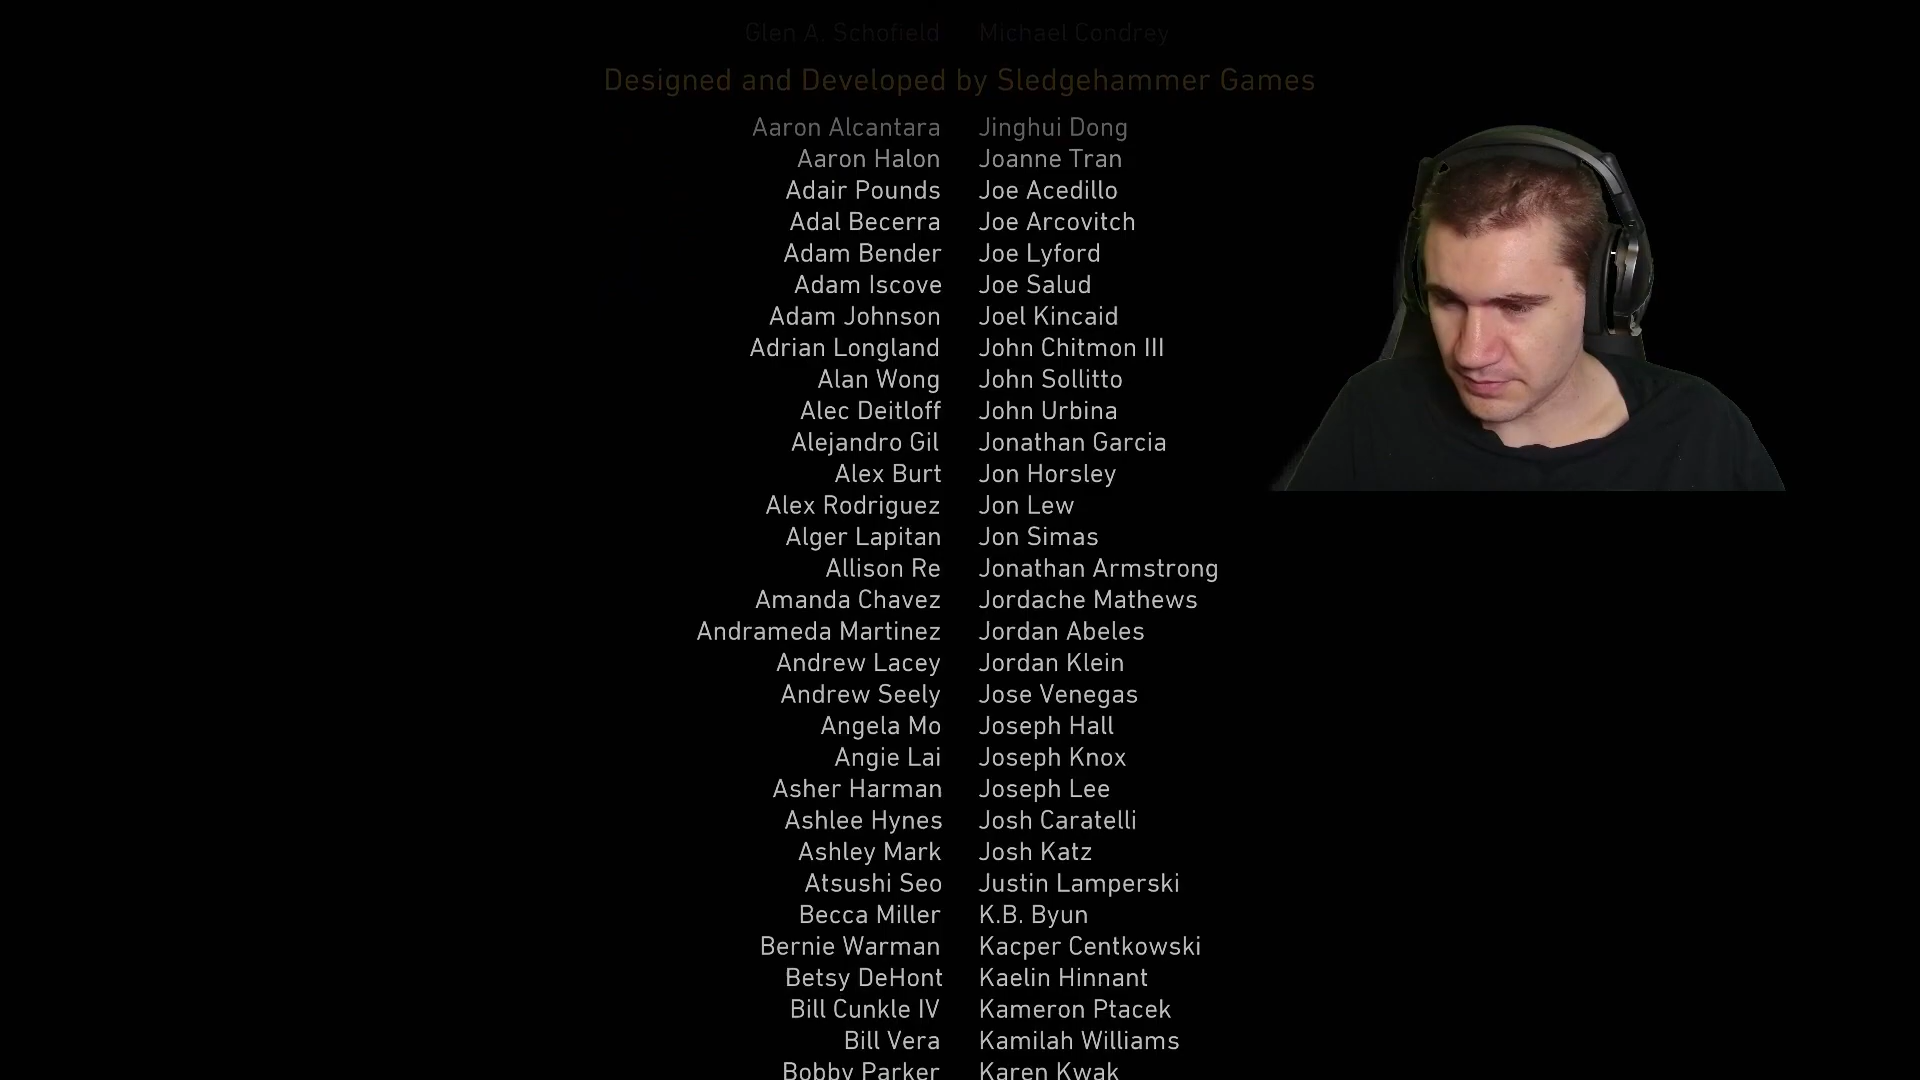 Glen A. Schofield Michael Condrey
Designed and Developed by Sledgehammer Games
Aaron Alcantara Jinghui Dong
Aaron Halon Joanne Tran
Adair Pounds Joe Acedillo
Adal Becerra Joe Arcovitch
Adam Bender Joe Lyford
Adam Iscove Joe Salud
Adam Johnson Joel Kincaid
Adrian Longland John Chitmon III
Alan Wong John Sollitto
Alec Deitloff John Urbina
Alejandro Gil Jonathan Garcia
Alex Burt Jon Horsley
Alex Rodriguez Jon Lew
Alger Lapitan Jon Simas
Allison Re Jonathan Armstrong
Amanda Chavez Jordache Mathews
Andrameda Martinez Jordan Abeles
Andrew Lacey Jordan Klein
Andrew Seely Jose Venegas
Angela Mo Joseph Hall
Angie Lai Joseph Knox
Asher Harman Joseph Lee
Ashlee Hynes Josh Caratelli
Ashley Mark Josh Katz
Atsushi Seo Justin Lamperski
Becca Miller K.B. Byun
Bernie Warman Kacper Centkowski
Betsy DeHont Kaelin Hinnant
Bill Cunkle IV Kameron Ptacek
Bill Vera Kamilah Williams
Bobby Parker Karen Kwak